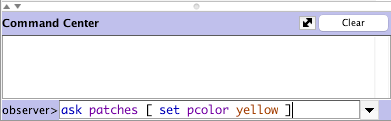 Command Center
Clear
observer> ask patches [ set pcolor yellow ]